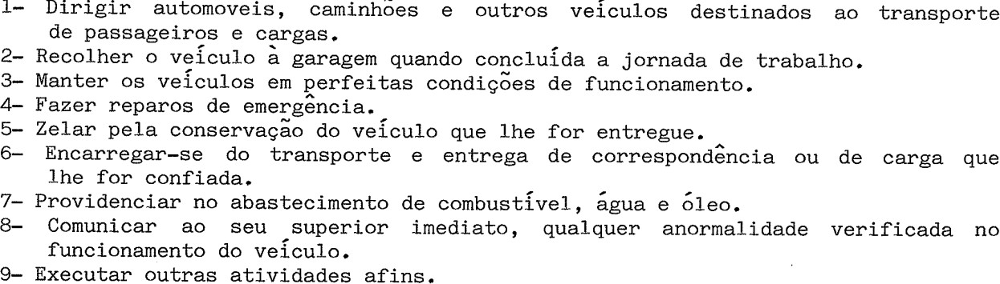 1- Dirigir automoveis, caminhões e outros veículos destinados ao transporte
de passageiros e cargas.
2- Recolher o veículo à garagem quando concluída a jornada de trabalho.
3- Manter os veículos em perfeitas condições de funcionamento.
4- Fazer reparos de emergência.
5- Zelar pela conservação do veículo que lhe for entregue.
6- Encarregar-se do transporte e entrega de correspondência ou de carga que
lhe for confiada.
7- Providenciar no abastecimento de combustível, água e óleo.
8- Comunicar ao seu superior imediato, qualquer anormalidade verificada no
funcionamento do veículo.
9- Executar outras atividades afins.